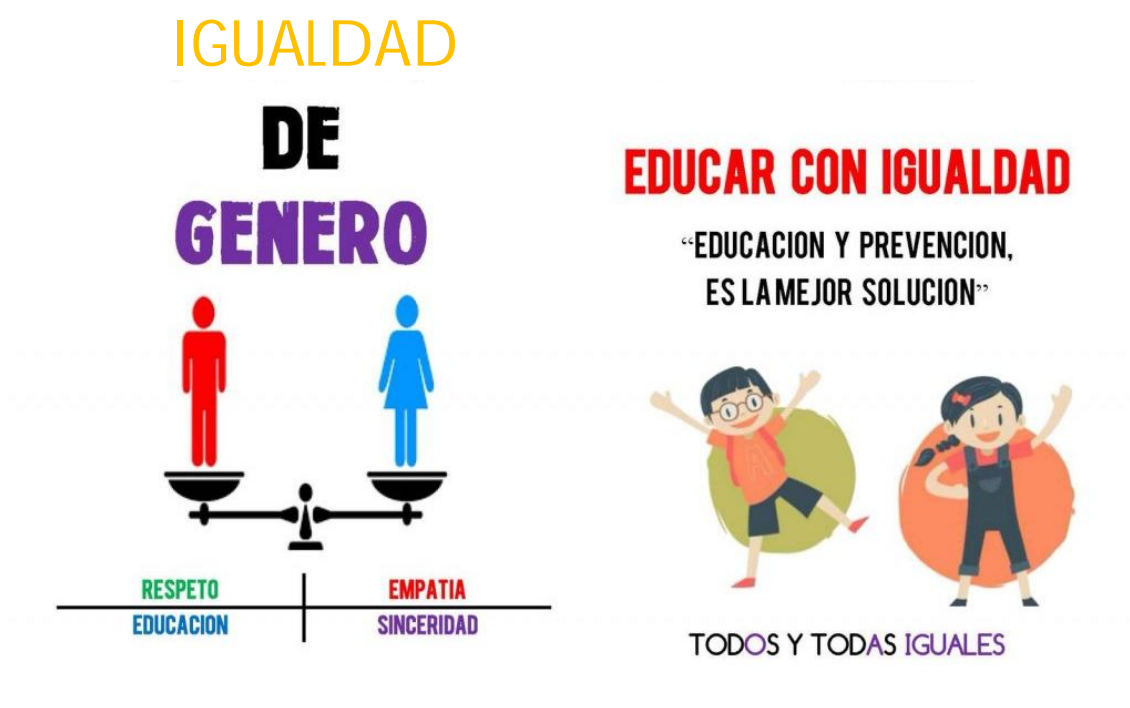 IGUALDAD
DE
GENERO
RESPETO
EMPATIA
EDUCACION
SINCERIDAD
EDUCAR CON IGUALDAD
“EDUCACION Y PREVENCION,
ES LA MEJOR SOLUCION”
A
TODOS Y TODAS IGUALES